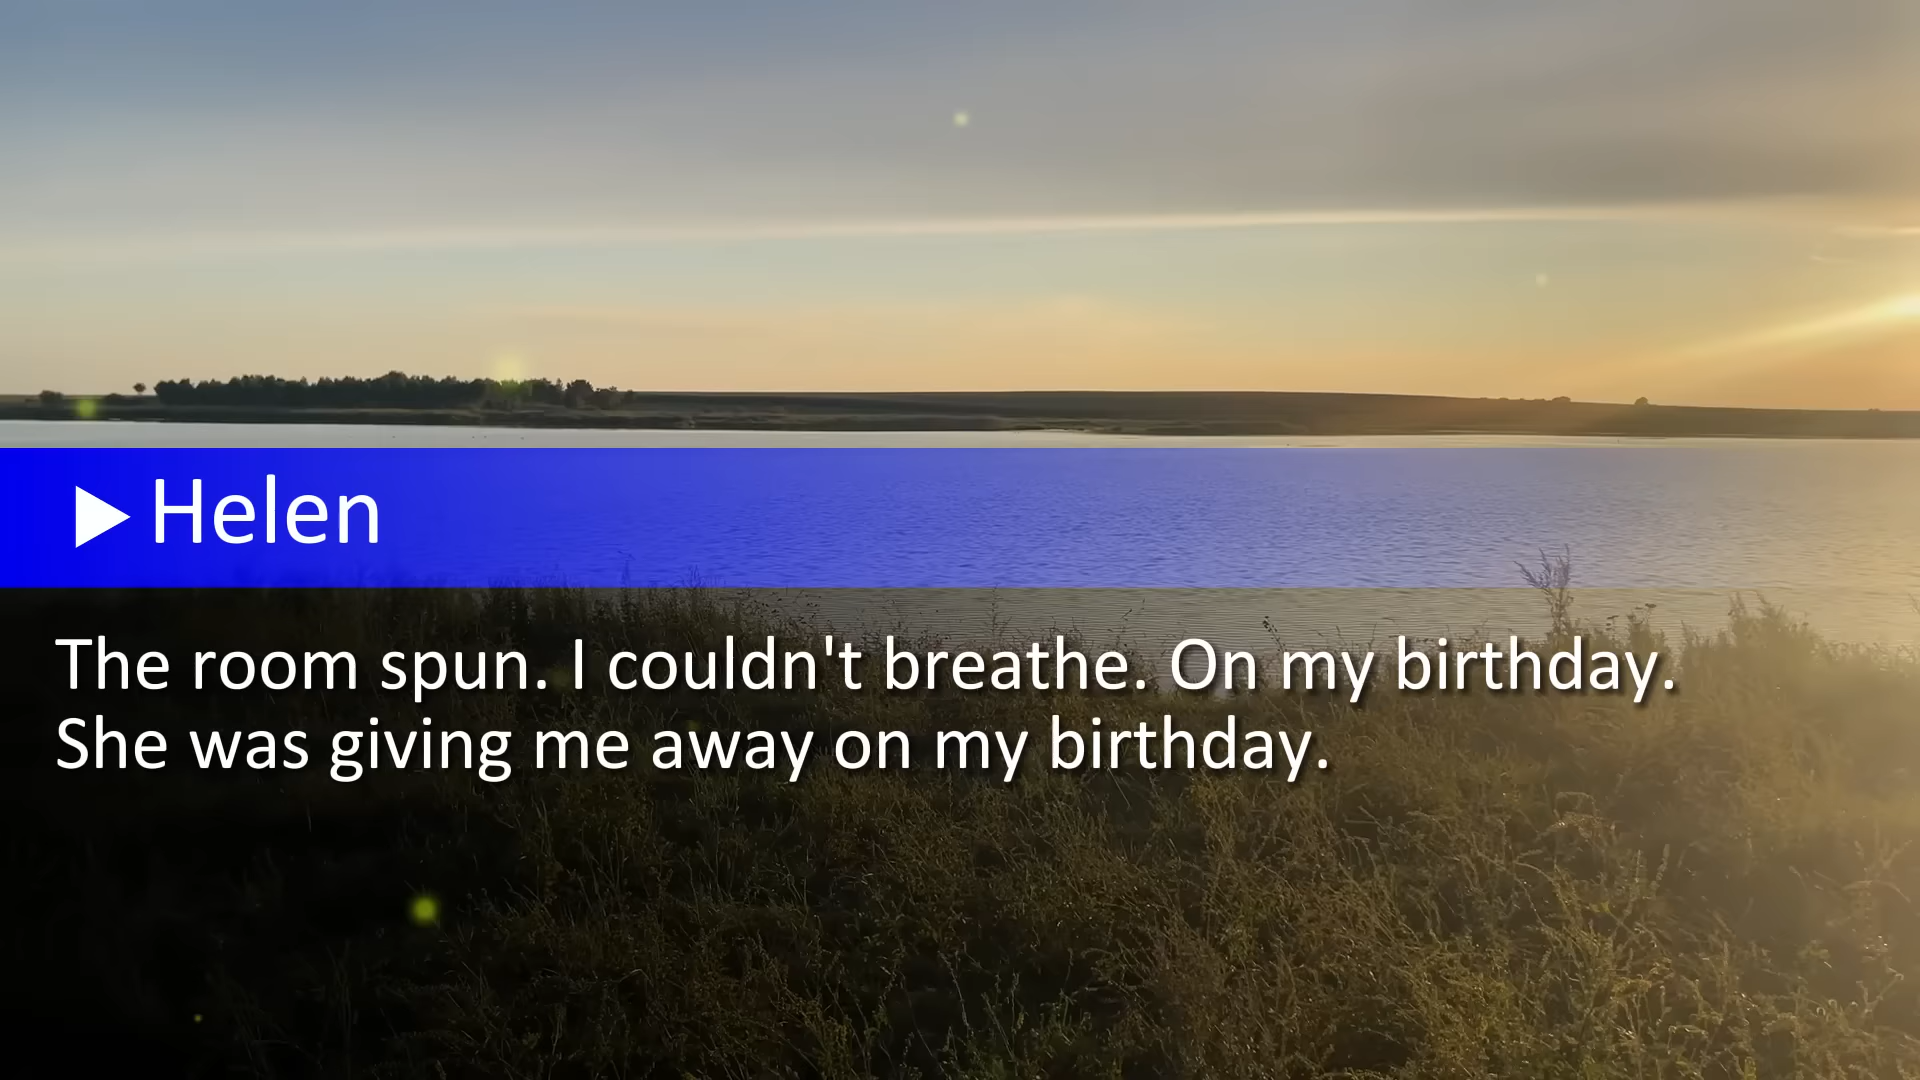 Helen
The room spun. I couldn't breathe. On my birthday.
She was giving me away on my birthday.